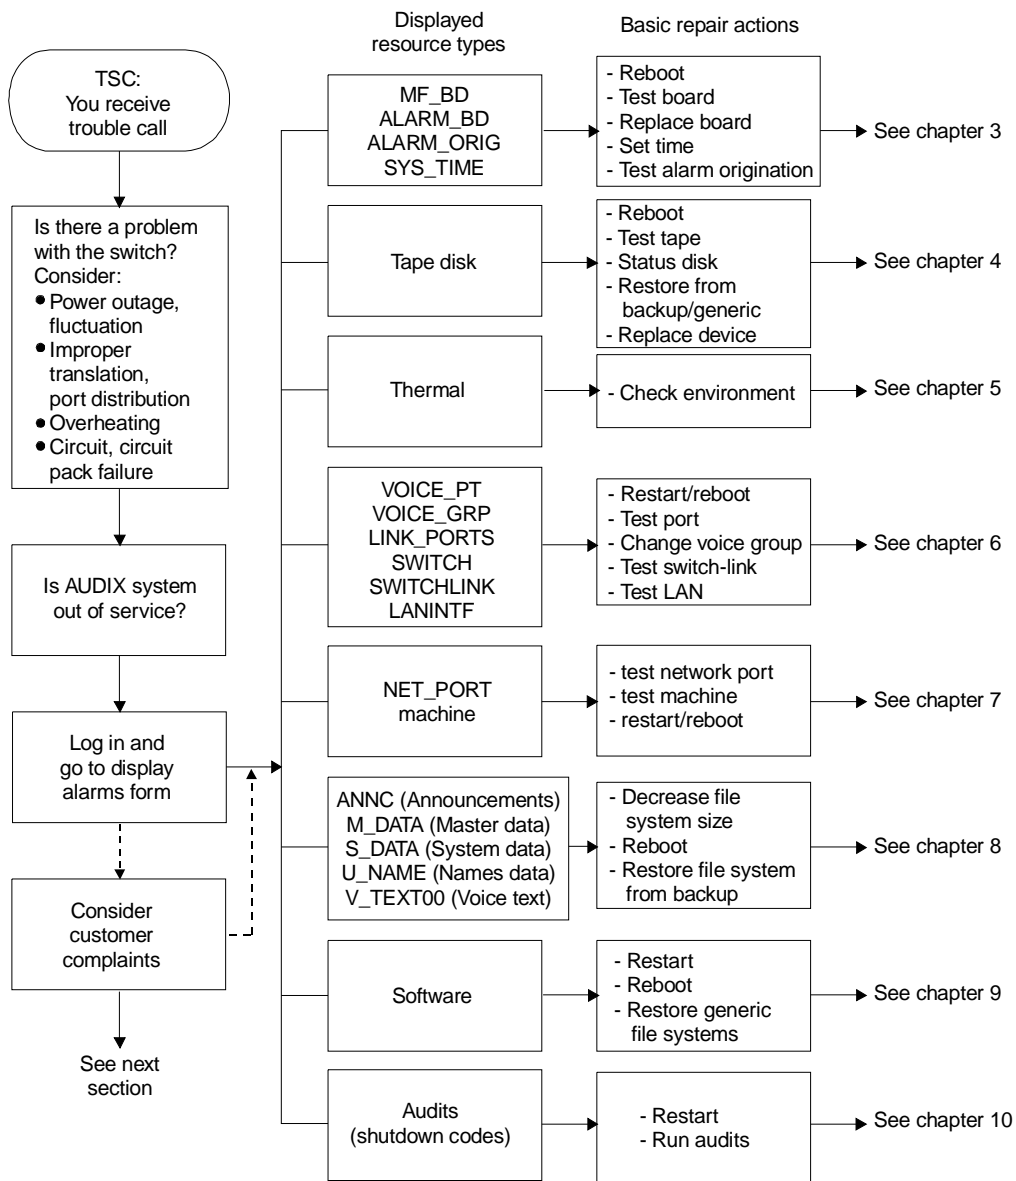 Displayed
resource types
Basic repair actions
TSC:
You receive
trouble call
Is there a problem
with the switch?
Consider:
● Power outage,
fluctuation
● Improper
translation,
port distribution
● Overheating
● Circuit, circuit
pack failure
Is AUDIX system
out of service?
Log in and
go to display
alarms form
Consider
customer
complaints
See next
section
MF_BD
ALARM_BD
ALARM_ORIG
SYS_TIME
- Reboot
- Test board
- Replace board
- Set time
- Test alarm origination
See chapter 3
Tape disk
- Reboot
- Test tape
- Status disk
- Restore from
backup/generic
- Replace device
See chapter 4
Thermal
- Check environment
See chapter 5
VOICE_PT
VOICE_GRP
LINK_PORTS
SWITCH
SWITCHLINK
LANINTF
- Restart/reboot
- Test port
- Change voice group
- Test switch-link
- Test LAN
See chapter 6
NET_PORT
machine
- test network port
- test machine
- restart/reboot
See chapter 7
ANNC (Announcements)
M_DATA (Master data)
S_DATA (System data)
U_NAME (Names data)
V_TEXT00 (Voice text)
- Decrease file
system size
- Reboot
- Restore file system
from backup
See chapter 8
Software
- Restart
- Reboot
- Restore generic
file systems
See chapter 9
Audits
(shutdown codes)
- Restart
- Run audits
See chapter 10